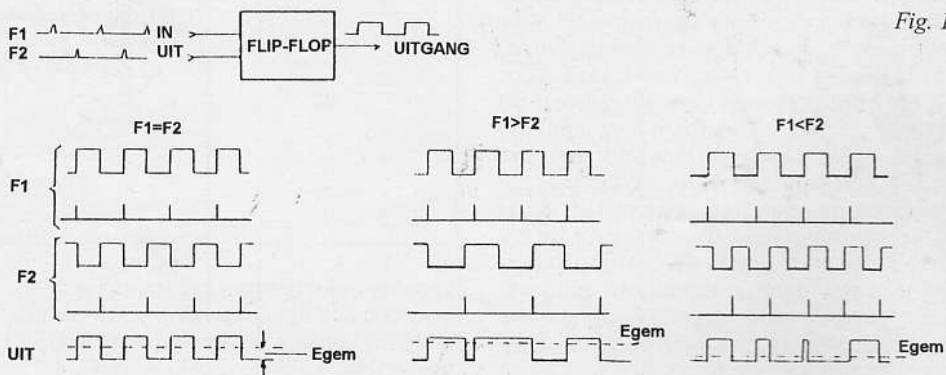 Fig. 1
F1 IN
F2 UIT
FLIP-FLOP
UITGANG
F1=F2
F1>F2
F1<F2
F1
F2
UIT
Egem
Egem
Egem